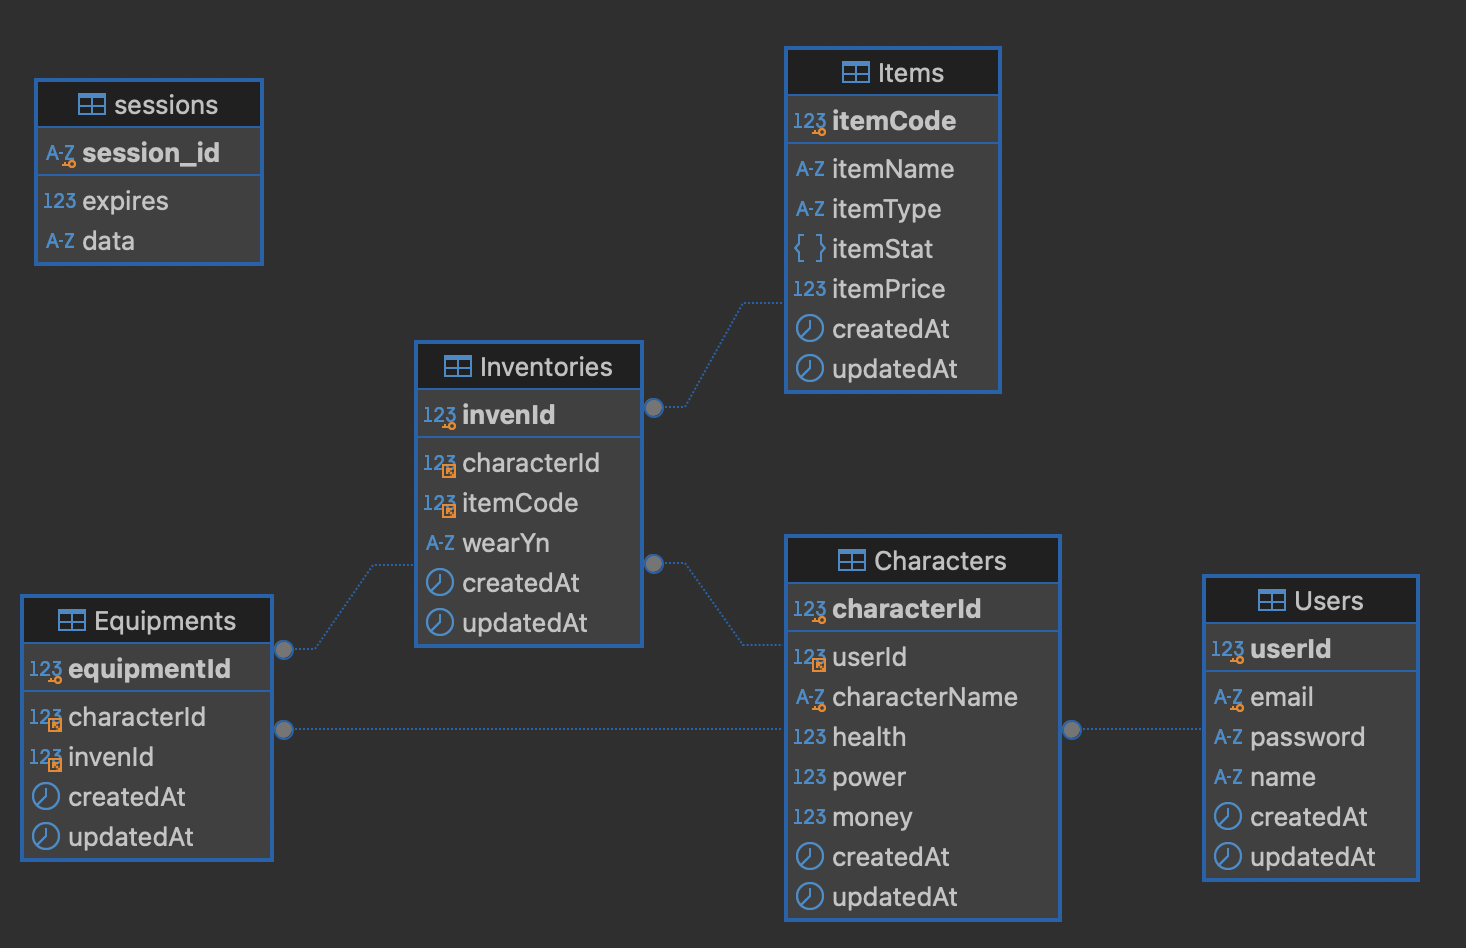 sessions
A-Z session_id
123 expires
A-Z data
Items
123 itemCode
A-Z itemName
A-Z itemType
{ } itemStat
123 itemPrice
createdAt
updatedAt
Inventories
123 invenId
123 characterId
123 itemCode
A-Z wearYn
createdAt
updatedAt
Equipments
123 equipmentId
123 characterId
123 invenId
createdAt
updatedAt
Characters
123 characterId
123 userId
A-Z characterName
123 health
123 power
123 money
createdAt
updatedAt
Users
123 userId
A-Z email
A-Z password
A-Z name
createdAt
updatedAt